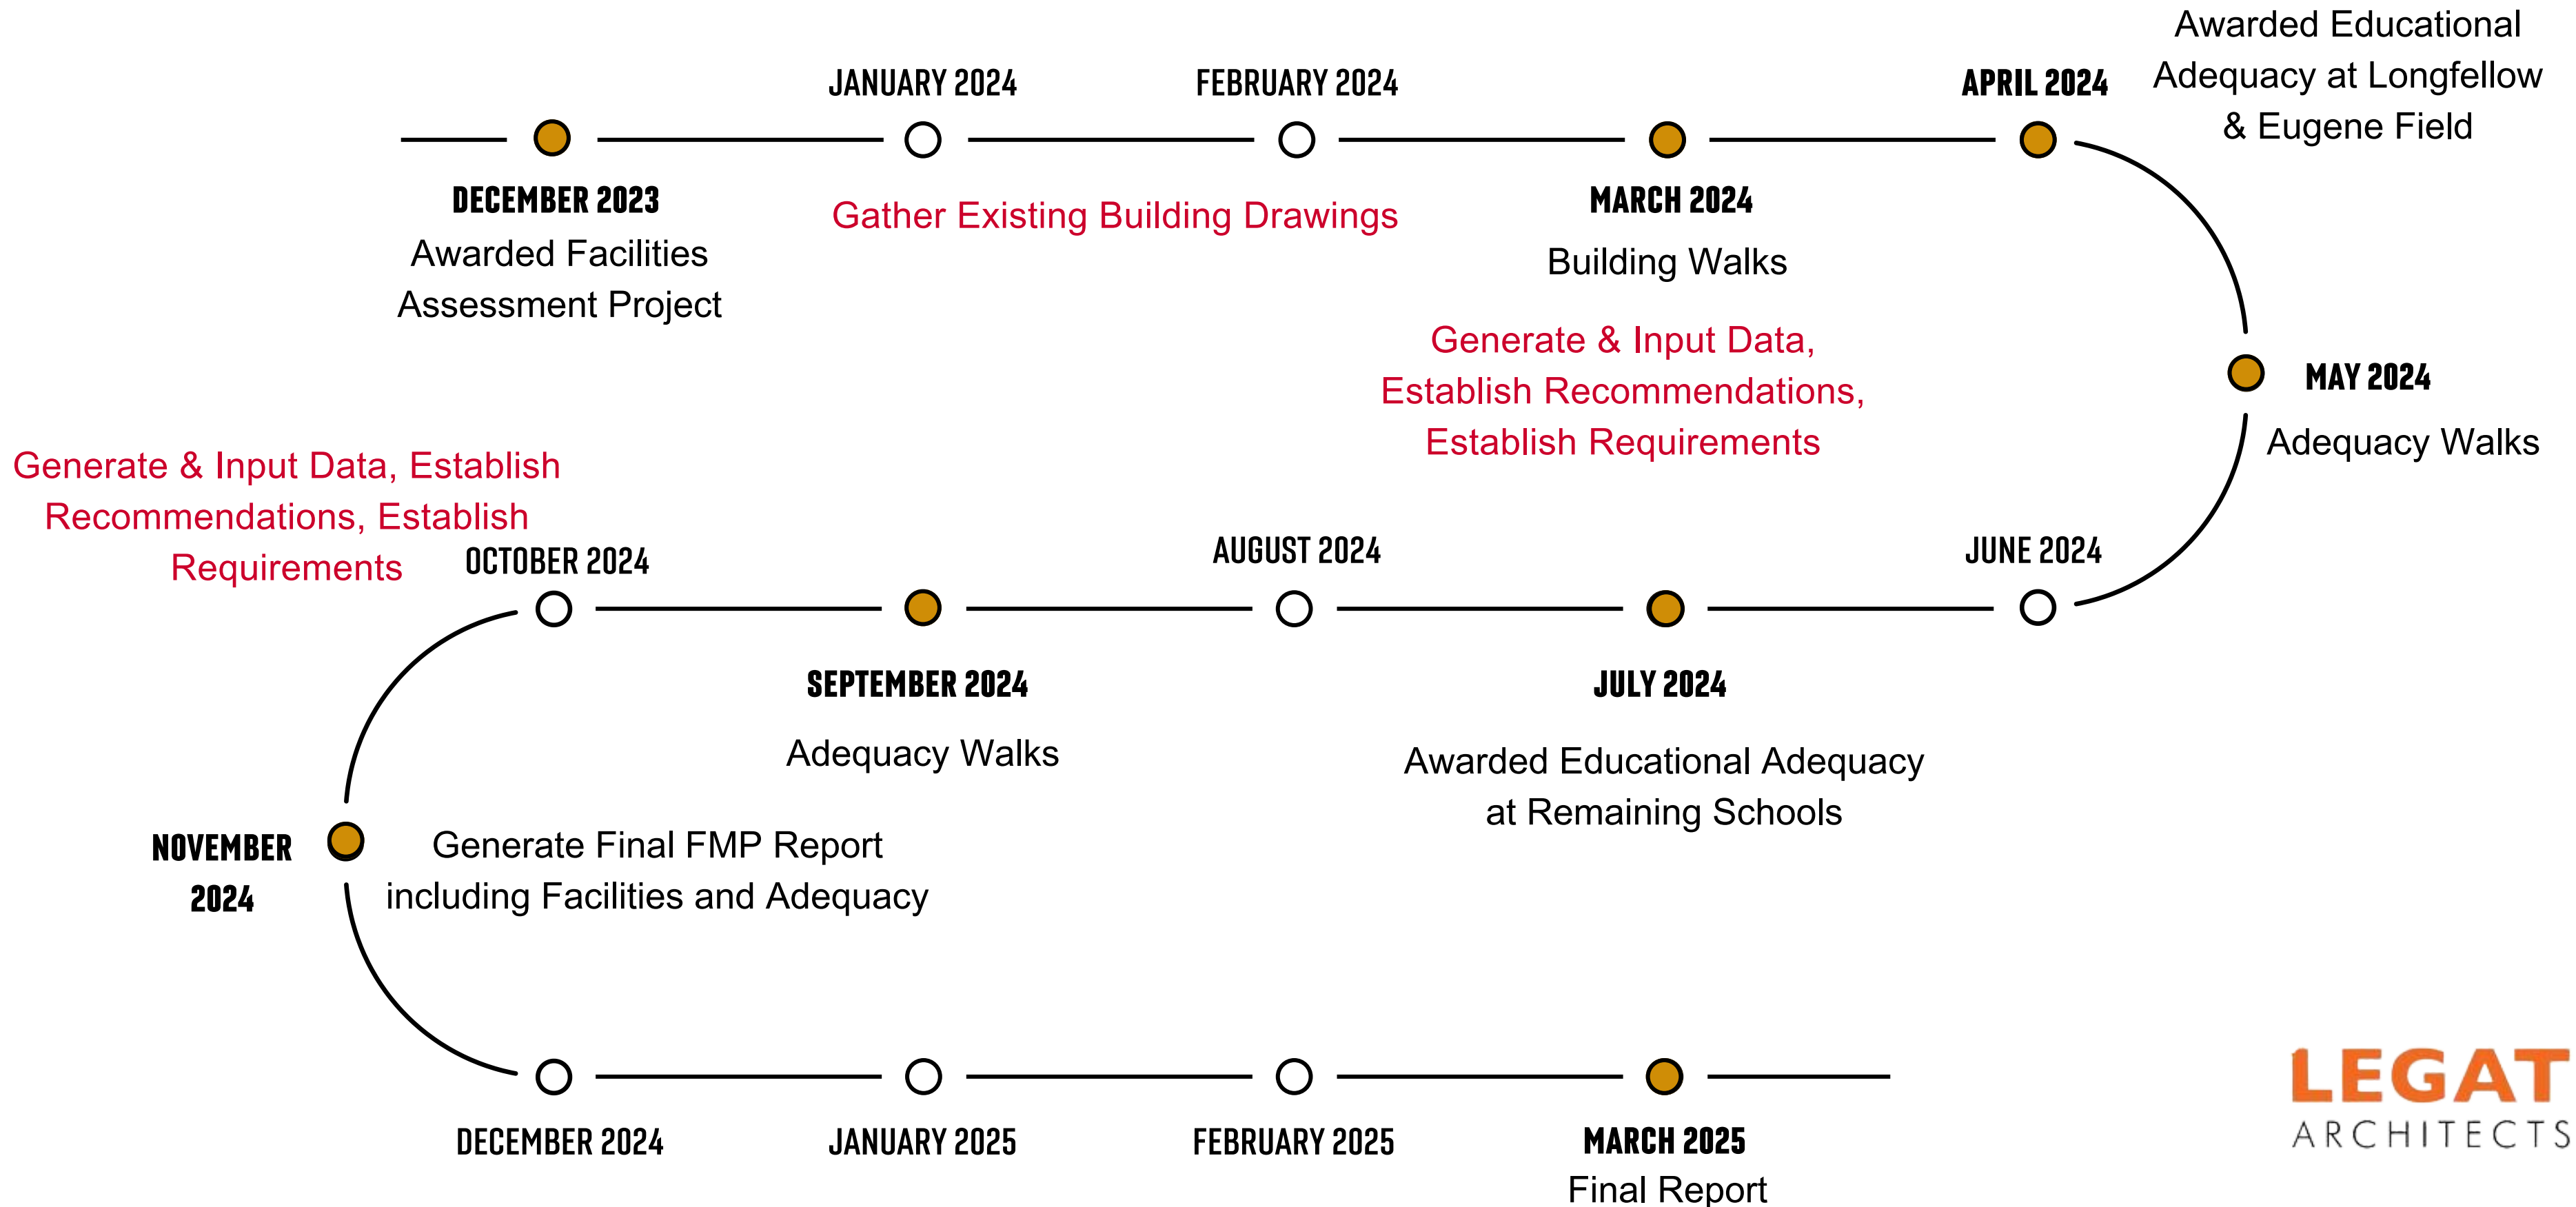 DECEMBER 2023
Awarded Facilities
Assessment Project
JANUARY 2024
FEBRUARY 2024
Gather Existing Building Drawings
MARCH 2024
Building Walks
Generate & Input Data,
Establish Recommendations,
Establish Requirements
APRIL 2024
Awarded Educational
Adequacy at Longfellow
& Eugene Field
MAY 2024
Adequacy Walks
JUNE 2024
JULY 2024
Awarded Educational Adequacy
at Remaining Schools
AUGUST 2024
SEPTEMBER 2024
Adequacy Walks
OCTOBER 2024
Generate & Input Data, Establish
Recommendations, Establish
Requirements
NOVEMBER
2024
Generate Final FMP Report
including Facilities and Adequacy
DECEMBER 2024
JANUARY 2025
FEBRUARY 2025
MARCH 2025
Final Report
LEGAT
ARCHITECTS